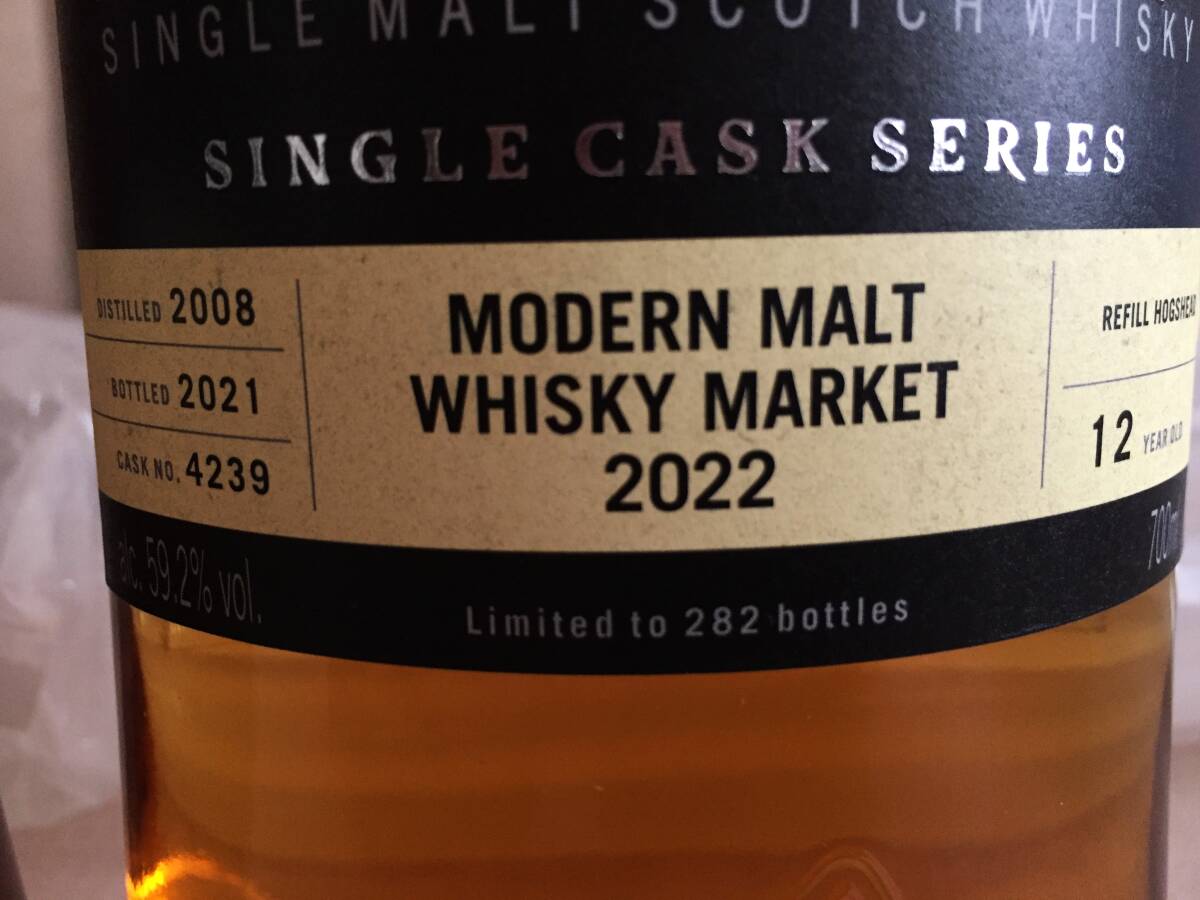 SINGLE MALT SCOTCH WHISKY
SINGLE CASK SERIES
DISTILLED 2008
BOTTLED 2021
CASK NO. 4239
MODERN MALT
WHISKY MARKET
2022
REFILL HOGSHEAD
12 YEAR OLD
alc. 59.2% vol.
Limited to 282 bottles
700ml